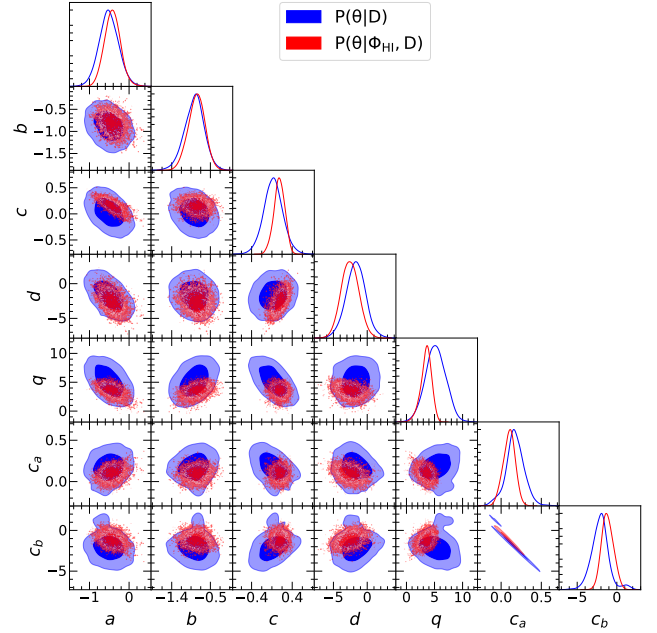 P(θ|D)
P(θ|Φ_HI, D)
b
−0.5
−1.0
−1.5
c
0.5
0.0
−0.5
d
0
−5
q
10
5
0
c_a
0.5
0.0
c_b
0
−5
−1 0
−1.4 −0.5
−0.4 0.4
−5 0
0 5 10
0.0 0.5
−5 0
a b c d q c_a c_b